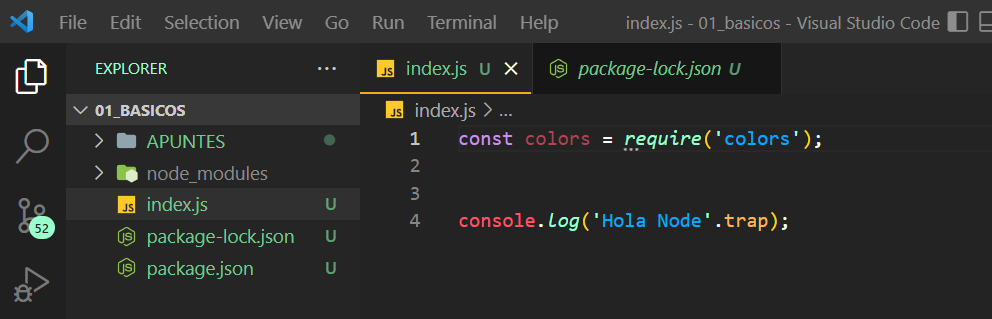 File Edit Selection View Go Run Terminal Help index.js - 01_basicos - Visual Studio Code
EXPLORER ...
index.js U
package-lock.json U
01_BASICOS
index.js > ...
APUNTES
1 const colors = require('colors');
node_modules
2
index.js U
3
52
package-lock.json U
4 console.log('Hola Node'.trap);
package.json U